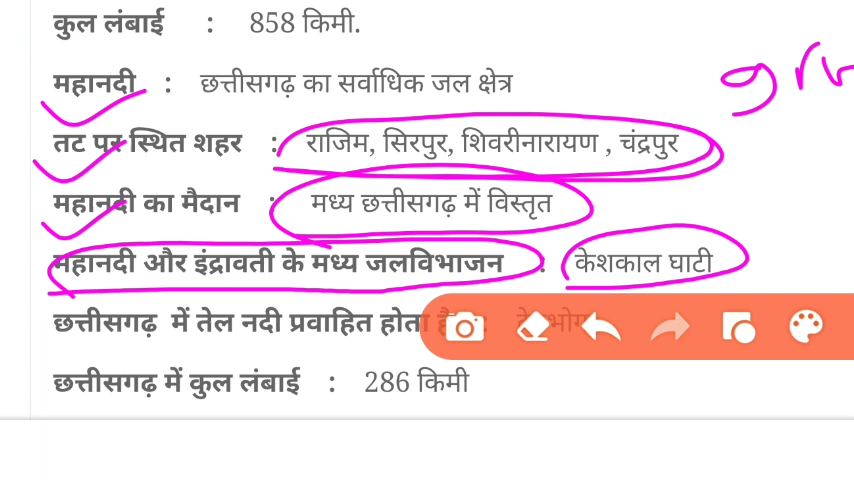 कुल लंबाई : 858 किमी.
महानदी : छत्तीसगढ़ का सर्वाधिक जल क्षेत्र
तट पर स्थित शहर : राजिम, सिरपुर, शिवरीनारायण , चंद्रपुर
महानदी का मैदान : मध्य छत्तीसगढ़ में विस्तृत
महानदी और इंद्रावती के मध्य जलविभाजन : केशकाल घाटी
छत्तीसगढ़ में तेल नदी प्रवाहित होता है :
छत्तीसगढ़ में कुल लंबाई : 286 किमी